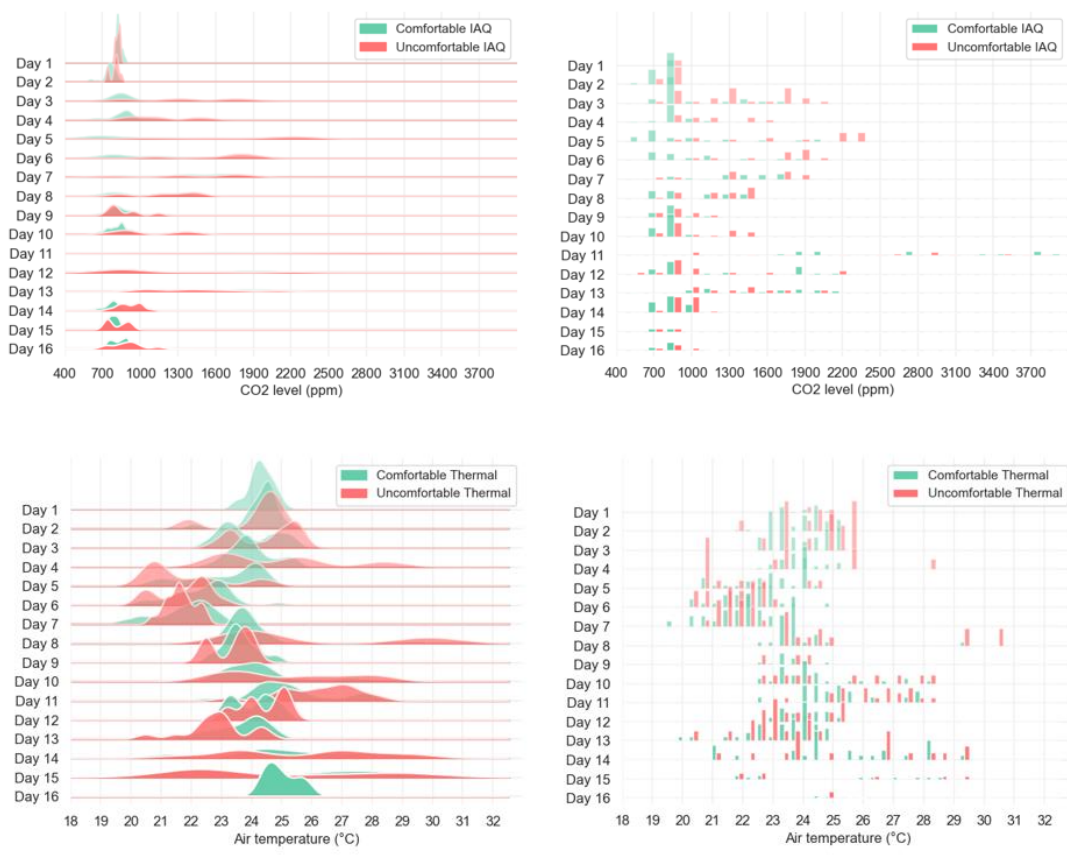 Comfortable IAQ
Uncomfortable IAQ
Day 1
Day 2
Day 3
Day 4
Day 5
Day 6
Day 7
Day 8
Day 9
Day 10
Day 11
Day 12
Day 13
Day 14
Day 15
Day 16
400 700 1000 1300 1600 1900 2200 2500 2800 3100 3400 3700
CO2 level (ppm)
Comfortable IAQ
Uncomfortable IAQ
Day 1
Day 2
Day 3
Day 4
Day 5
Day 6
Day 7
Day 8
Day 9
Day 10
Day 11
Day 12
Day 13
Day 14
Day 15
Day 16
400 700 1000 1300 1600 1900 2200 2500 2800 3100 3400 3700
CO2 level (ppm)
Comfortable Thermal
Uncomfortable Thermal
Day 1
Day 2
Day 3
Day 4
Day 5
Day 6
Day 7
Day 8
Day 9
Day 10
Day 11
Day 12
Day 13
Day 14
Day 15
Day 16
18 19 20 21 22 23 24 25 26 27 28 29 30 31 32
Air temperature (°C)
Comfortable Thermal
Uncomfortable Thermal
Day 1
Day 2
Day 3
Day 4
Day 5
Day 6
Day 7
Day 8
Day 9
Day 10
Day 11
Day 12
Day 13
Day 14
Day 15
Day 16
18 19 20 21 22 23 24 25 26 27 28 29 30 31 32
Air temperature (°C)